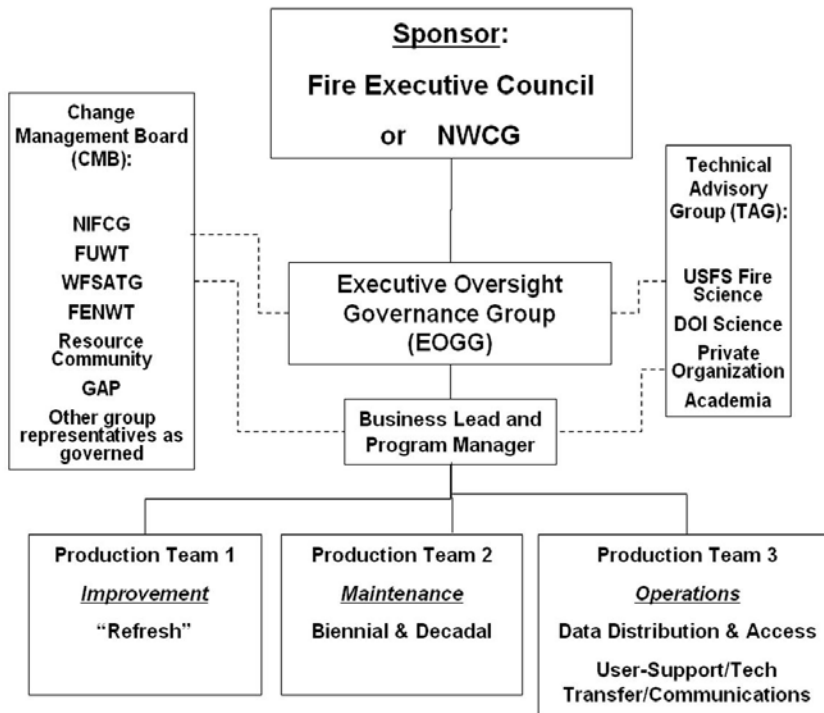 Sponsor:
Fire Executive Council
or NWCG
Change
Management Board
(CMB):
NIFCG
FUWT
WFSATG
FENWT
Resource
Community
GAP
Other group
representatives as
governed
Technical
Advisory
Group (TAG):
USFS Fire
Science
DOI Science
Private
Organization
Academia
Executive Oversight
Governance Group
(EOGG)
Business Lead and
Program Manager
Production Team 1
Improvement
“Refresh”
Production Team 2
Maintenance
Biennial & Decadal
Production Team 3
Operations
Data Distribution & Access
User-Support/Tech
Transfer/Communications